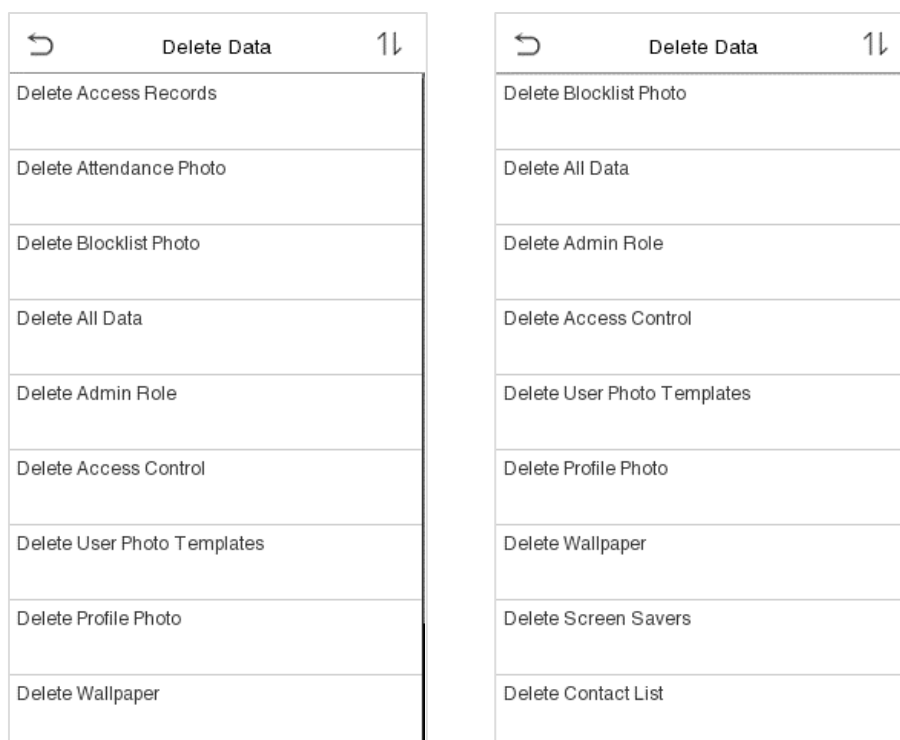 Delete Data
Delete Access Records
Delete Attendance Photo
Delete Blocklist Photo
Delete All Data
Delete Admin Role
Delete Access Control
Delete User Photo Templates
Delete Profile Photo
Delete Wallpaper
Delete Data
Delete Blocklist Photo
Delete All Data
Delete Admin Role
Delete Access Control
Delete User Photo Templates
Delete Profile Photo
Delete Wallpaper
Delete Screen Savers
Delete Contact List